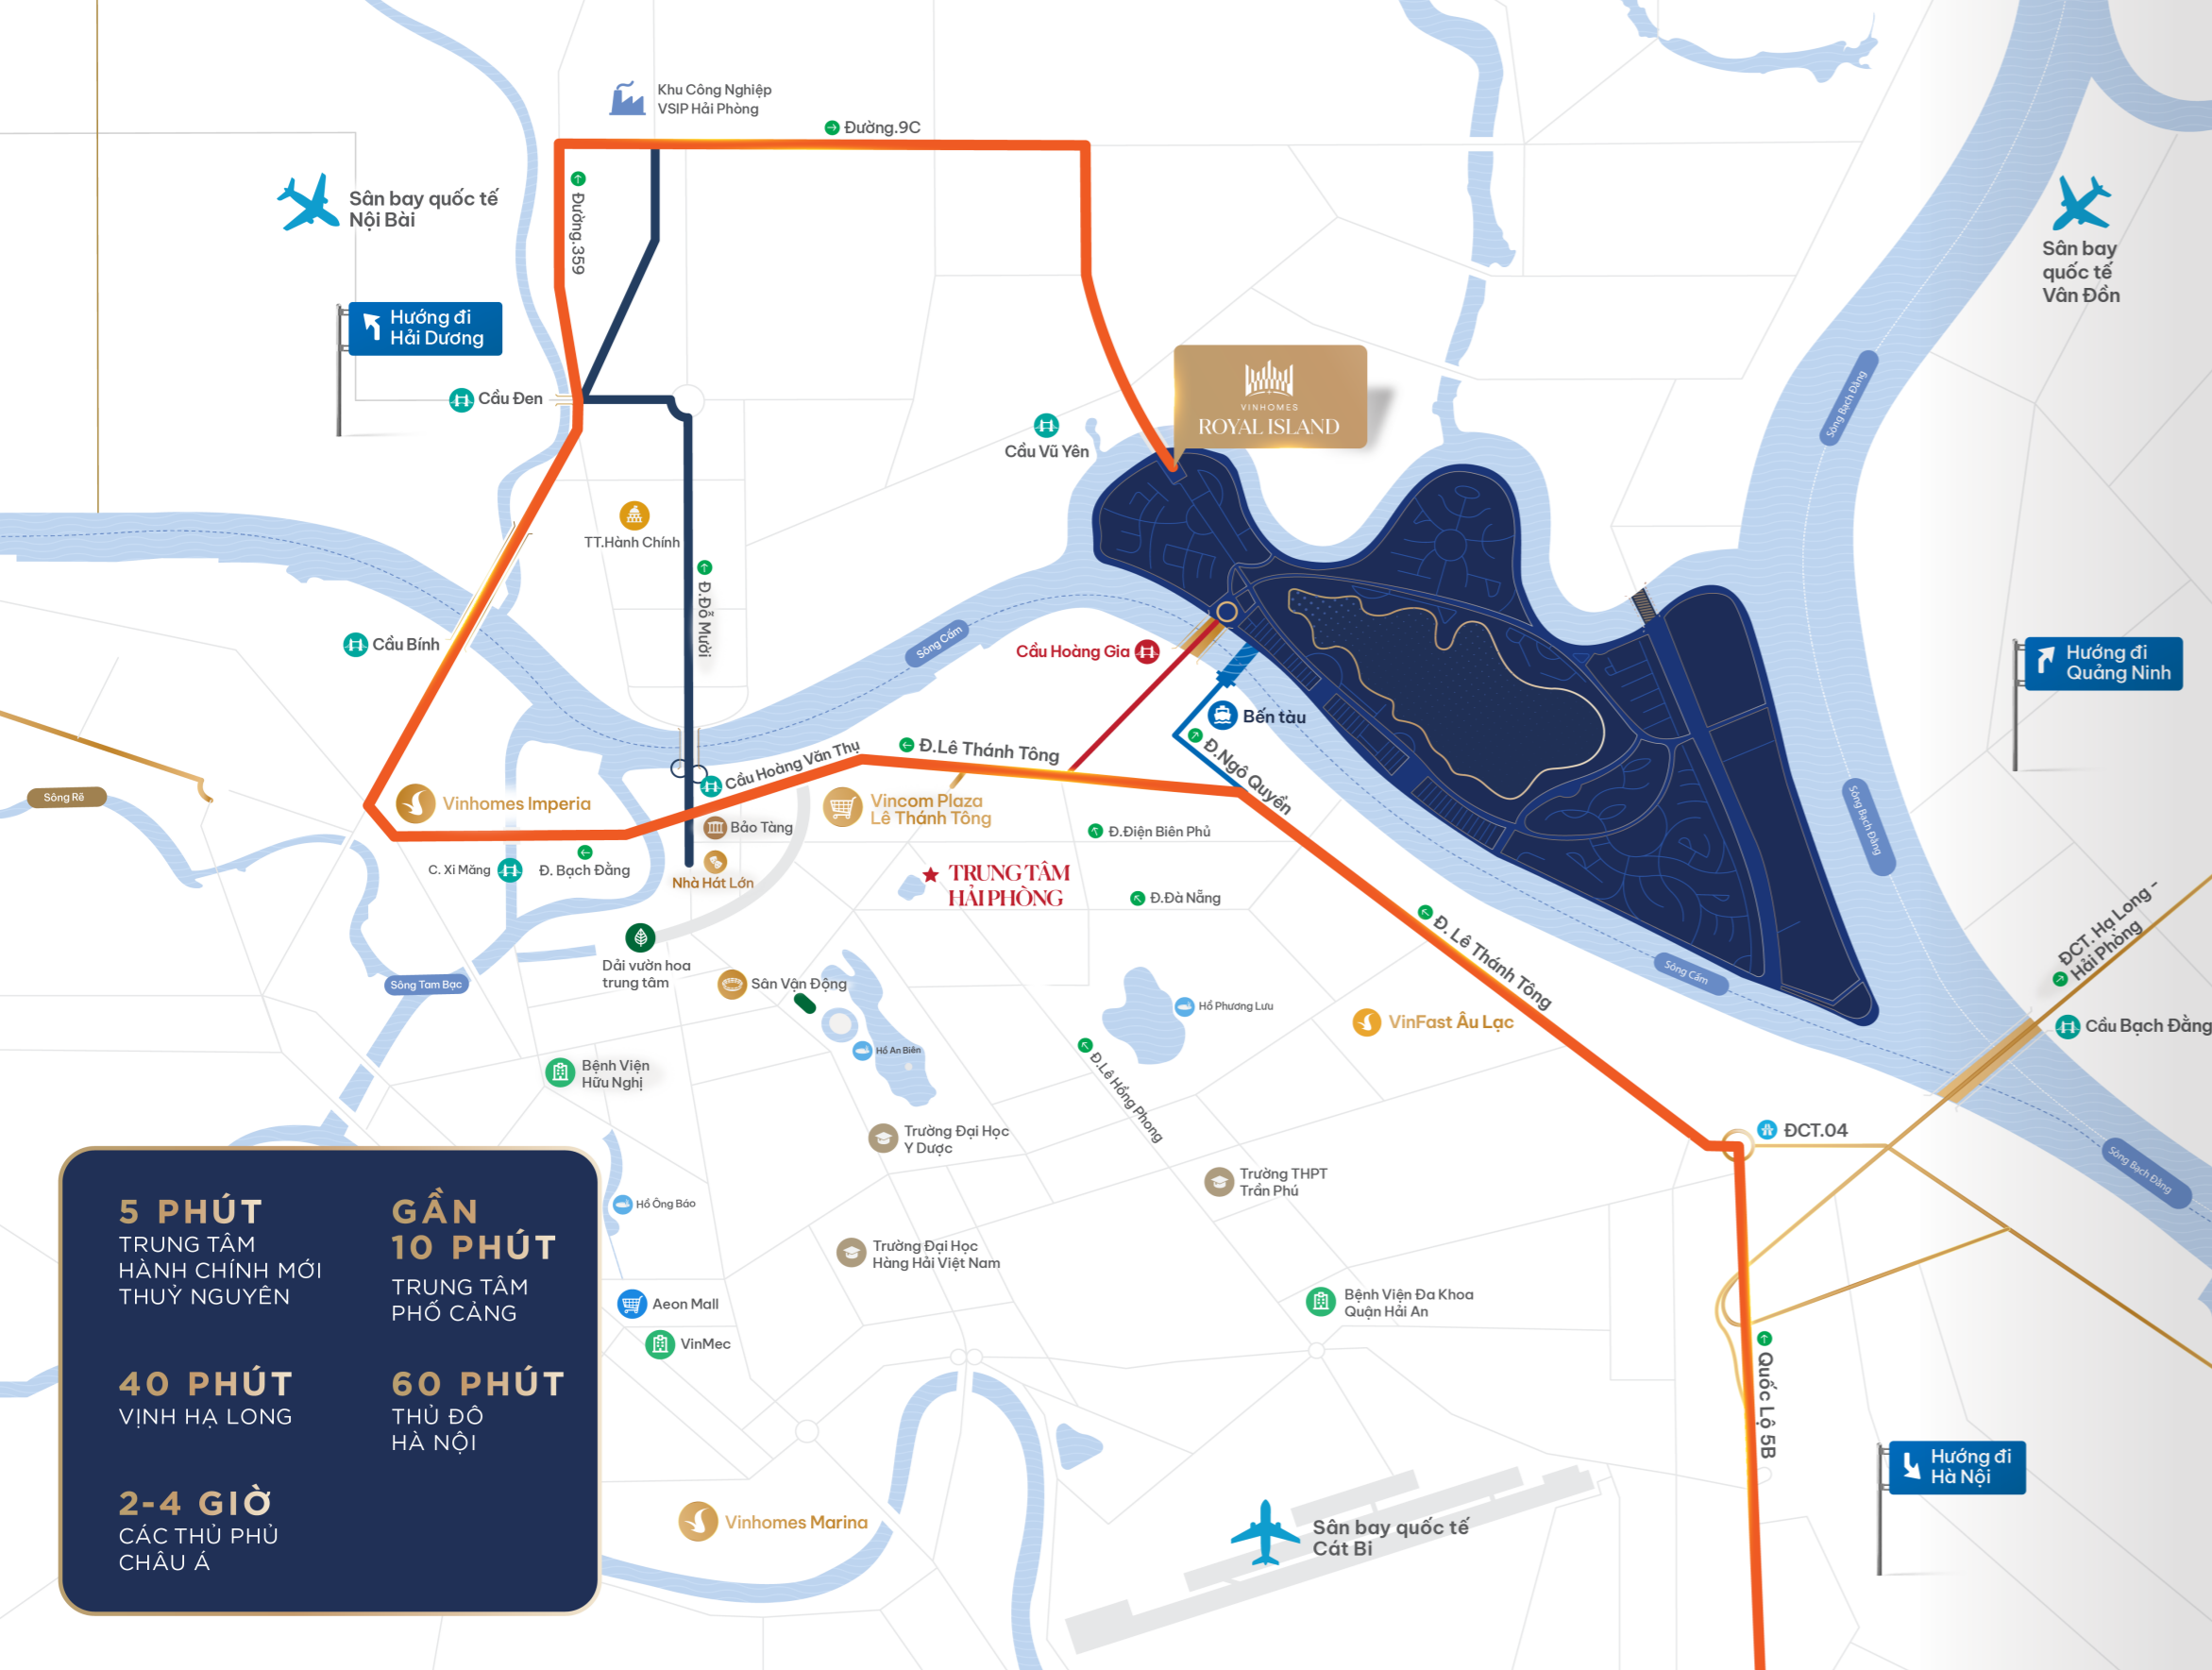 Khu Công Nghiệp
VSIP Hải Phòng
Đường.9C
Sân bay quốc tế
Nội Bài
Đường.359
Sân bay
quốc tế
Vân Đồn
Hướng đi
Hải Dương
Cầu Đen
VINHOMES
ROYAL ISLAND
Sông Bạch Đằng
Cầu Vũ Yên
TT.Hành Chính
Đ.Đỗ Mười
Cầu Bính
Sông Cấm
Cầu Hoàng Gia
Hướng đi
Quảng Ninh
Bến tàu
Đ.Ngô Quyền
Đ.Lê Thánh Tông
Cầu Hoàng Văn Thụ
Sông Rẽ
Vinhomes Imperia
Vincom Plaza
Lê Thánh Tông
Sông Bạch Đằng
Bảo Tàng
Đ.Điện Biên Phủ
C. Xi Măng
Đ. Bạch Đằng
Nhà Hát Lớn
TRUNG TÂM
HẢI PHÒNG
Đ.Đà Nẵng
Đ. Lê Thánh Tông
ĐCT. Hạ Long -
Hải Phòng
Dải vườn hoa
trung tâm
Sông Tam Bạc
Sân Vận Động
Sông Cấm
Hồ Phương Lưu
VinFast Âu Lạc
Cầu Bạch Đằng
Hồ An Biên
Bệnh Viện
Hữu Nghị
Đ.Lê Hồng Phong
Trường Đại Học
Y Dược
ĐCT.04
Sông Bạch Đằng
Trường THPT
Trần Phú
Hồ Ông Báo
Trường Đại Học
Hàng Hải Việt Nam
Aeon Mall
VinMec
Bệnh Viện Đa Khoa
Quận Hải An
Quốc Lộ 5B
Hướng đi
Hà Nội
Vinhomes Marina
Sân bay quốc tế
Cát Bi
5 PHÚT
TRUNG TÂM
HÀNH CHÍNH MỚI
THUỶ NGUYÊN
GẦN
10 PHÚT
TRUNG TÂM
PHỐ CẢNG
40 PHÚT
VỊNH HẠ LONG
60 PHÚT
THỦ ĐÔ
HÀ NỘI
2-4 GIỜ
CÁC THỦ PHỦ
CHÂU Á